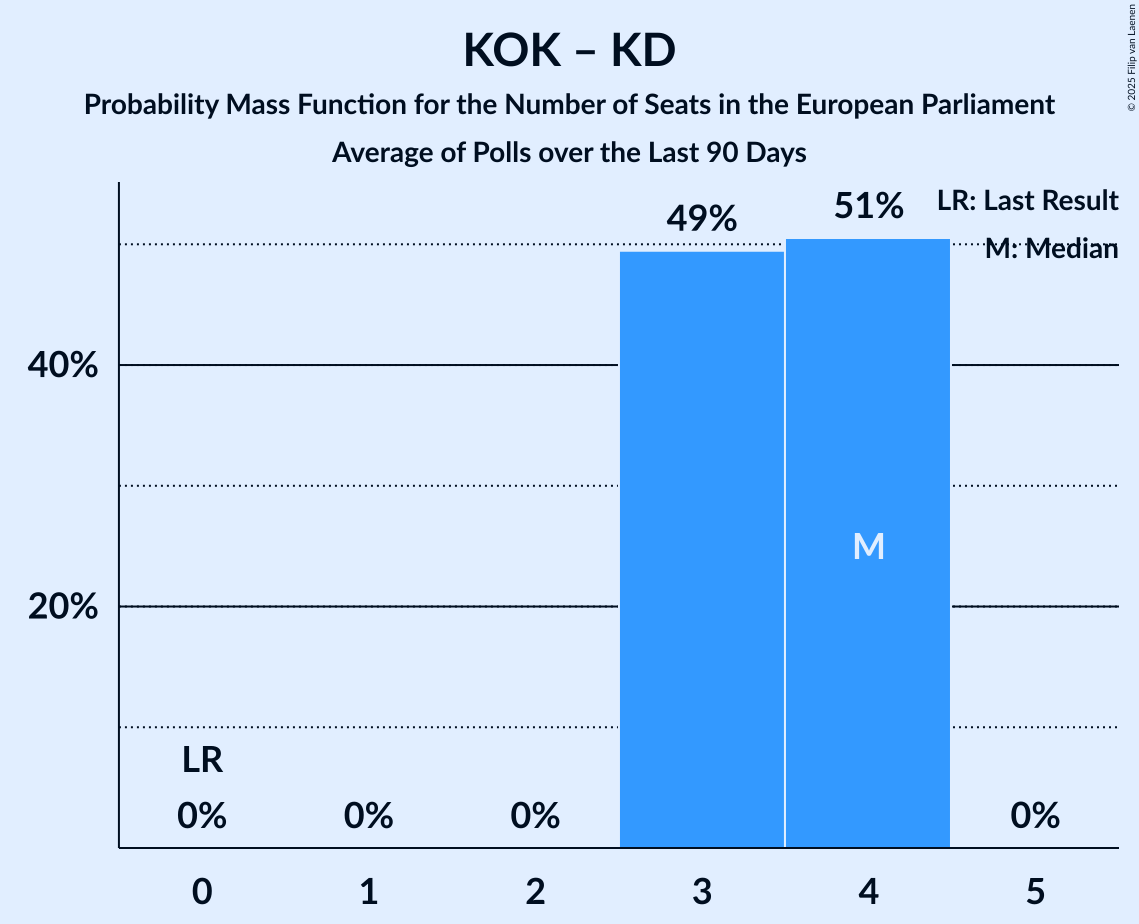 KOK – KD
Probability Mass Function for the Number of Seats in the European Parliament
Average of Polls over the Last 90 Days
© 2025 Filip van Laenen
LR: Last Result
M: Median
49%
51%
40%
20%
M
LR
0%
0%
0%
0%
0
1
2
3
4
5